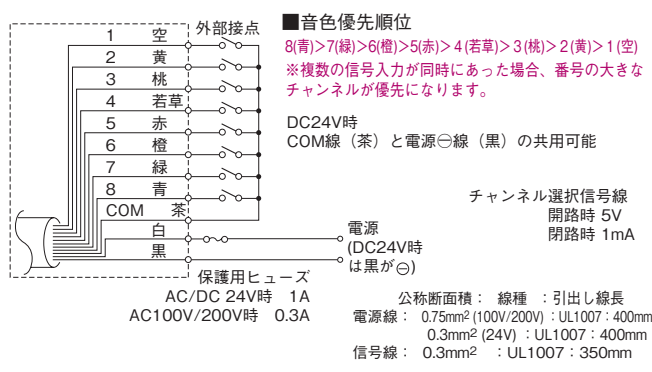 1 空
2 黄
3 桃
4 若草
5 赤
6 橙
7 緑
8 青
COM 茶
白
黒
外部接点
電源
(DC24V時
は黒が⊖)
保護用ヒューズ
AC/DC 24V時 1A
AC100V/200V時 0.3A
■音色優先順位
8(青)>7(緑)>6(橙)>5(赤)>4(若草)>3(桃)>2(黄)>1(空)
※複数の信号入力が同時にあった場合、番号の大きな
チャンネルが優先になります。
DC24V時
COM線（茶）と電源⊖線（黒）の共用可能
チャンネル選択信号線
開路時 5V
閉路時 1mA
公称断面積： 線種 ：引出し線長
電源線： 0.75mm² (100V/200V)：UL1007：400mm
0.3mm² (24V)：UL1007：400mm
信号線： 0.3mm² ：UL1007：350mm